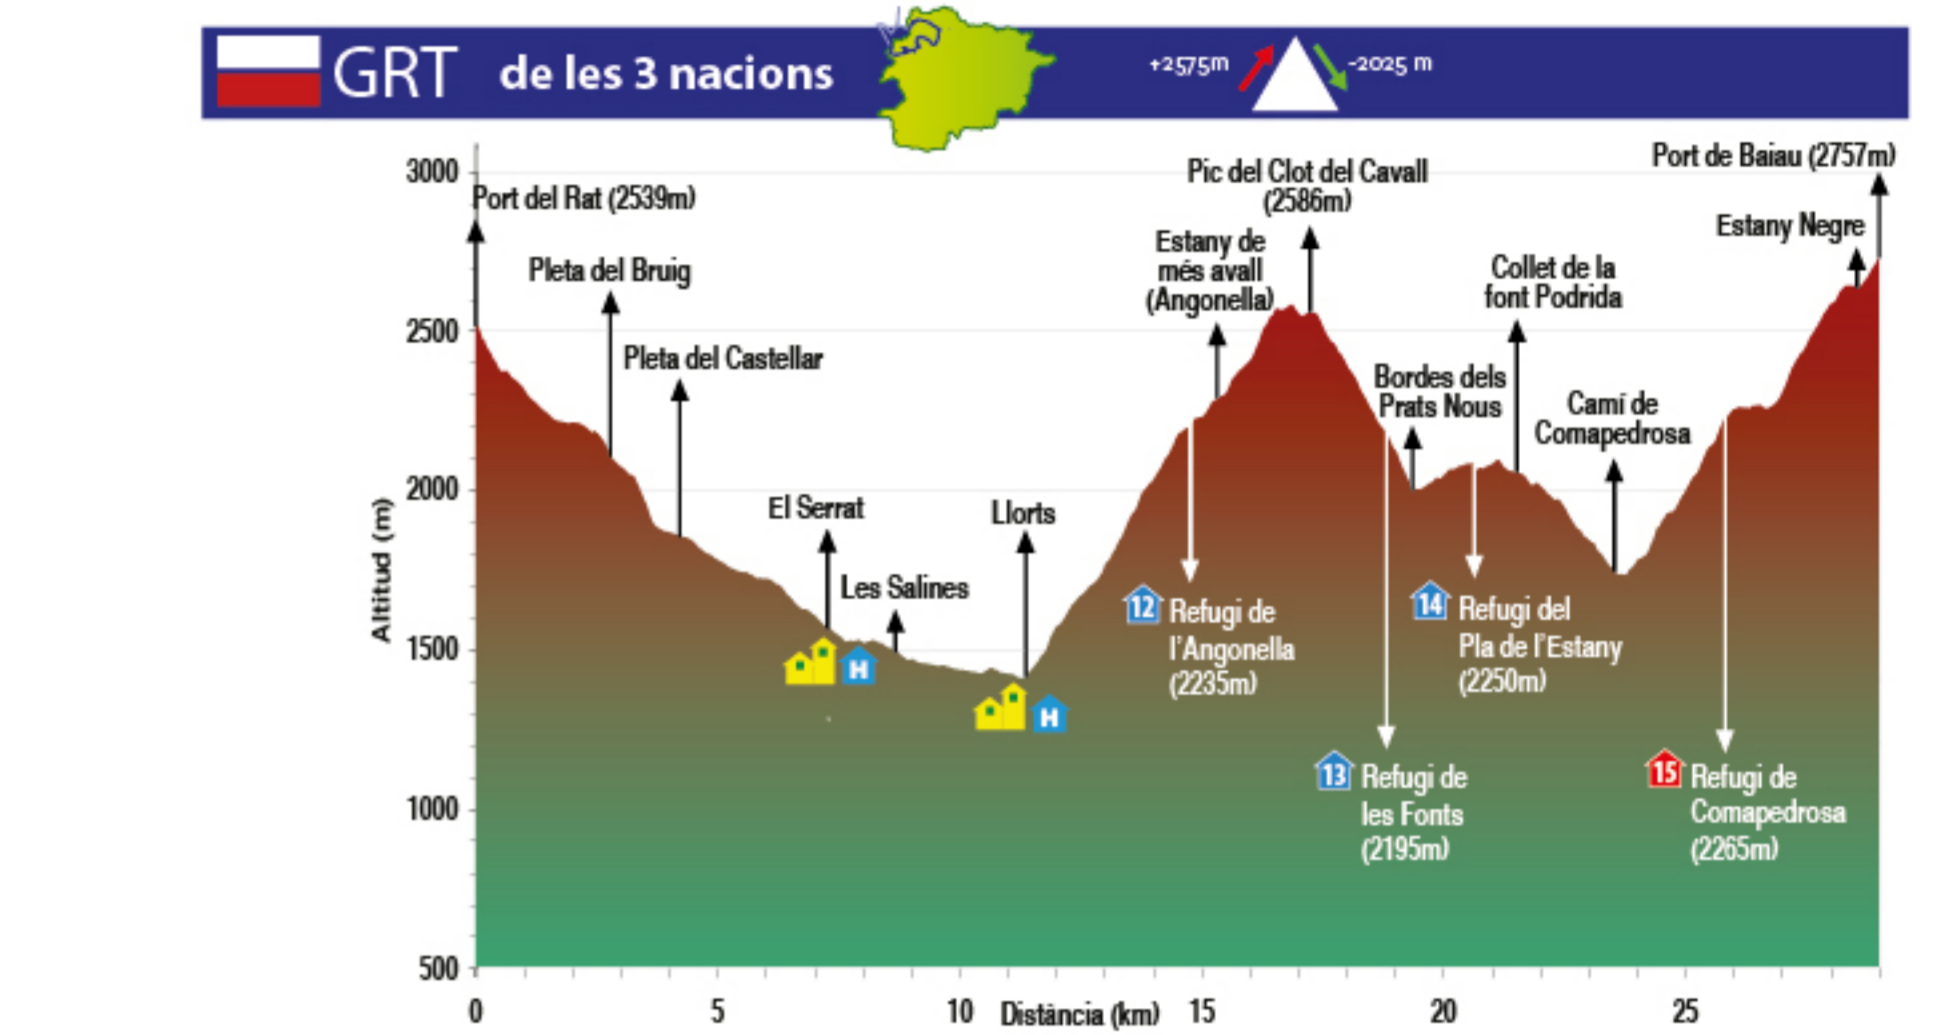 GRT de les 3 nacions
+2575m
-2025 m
3000
2500
2000
1500
1000
500
Altitud (m)
Port del Rat (2539m)
Pleta del Bruig
Pleta del Castellar
El Serrat
Les Salines
Llorts
Estany de
més avall
(Angonella)
Pic del Clot del Cavall
(2586m)
Bordes dels
Prats Nous
Collet de la
font Podrida
Camí de
Comapedrosa
Estany Negre
Port de Baiau (2757m)
H
H
12 Refugi de
l'Angonella
(2235m)
13 Refugi de
les Fonts
(2195m)
14 Refugi del
Pla de l'Estany
(2250m)
15 Refugi de
Comapedrosa
(2265m)
0 5 10 Distància (km) 15 20 25